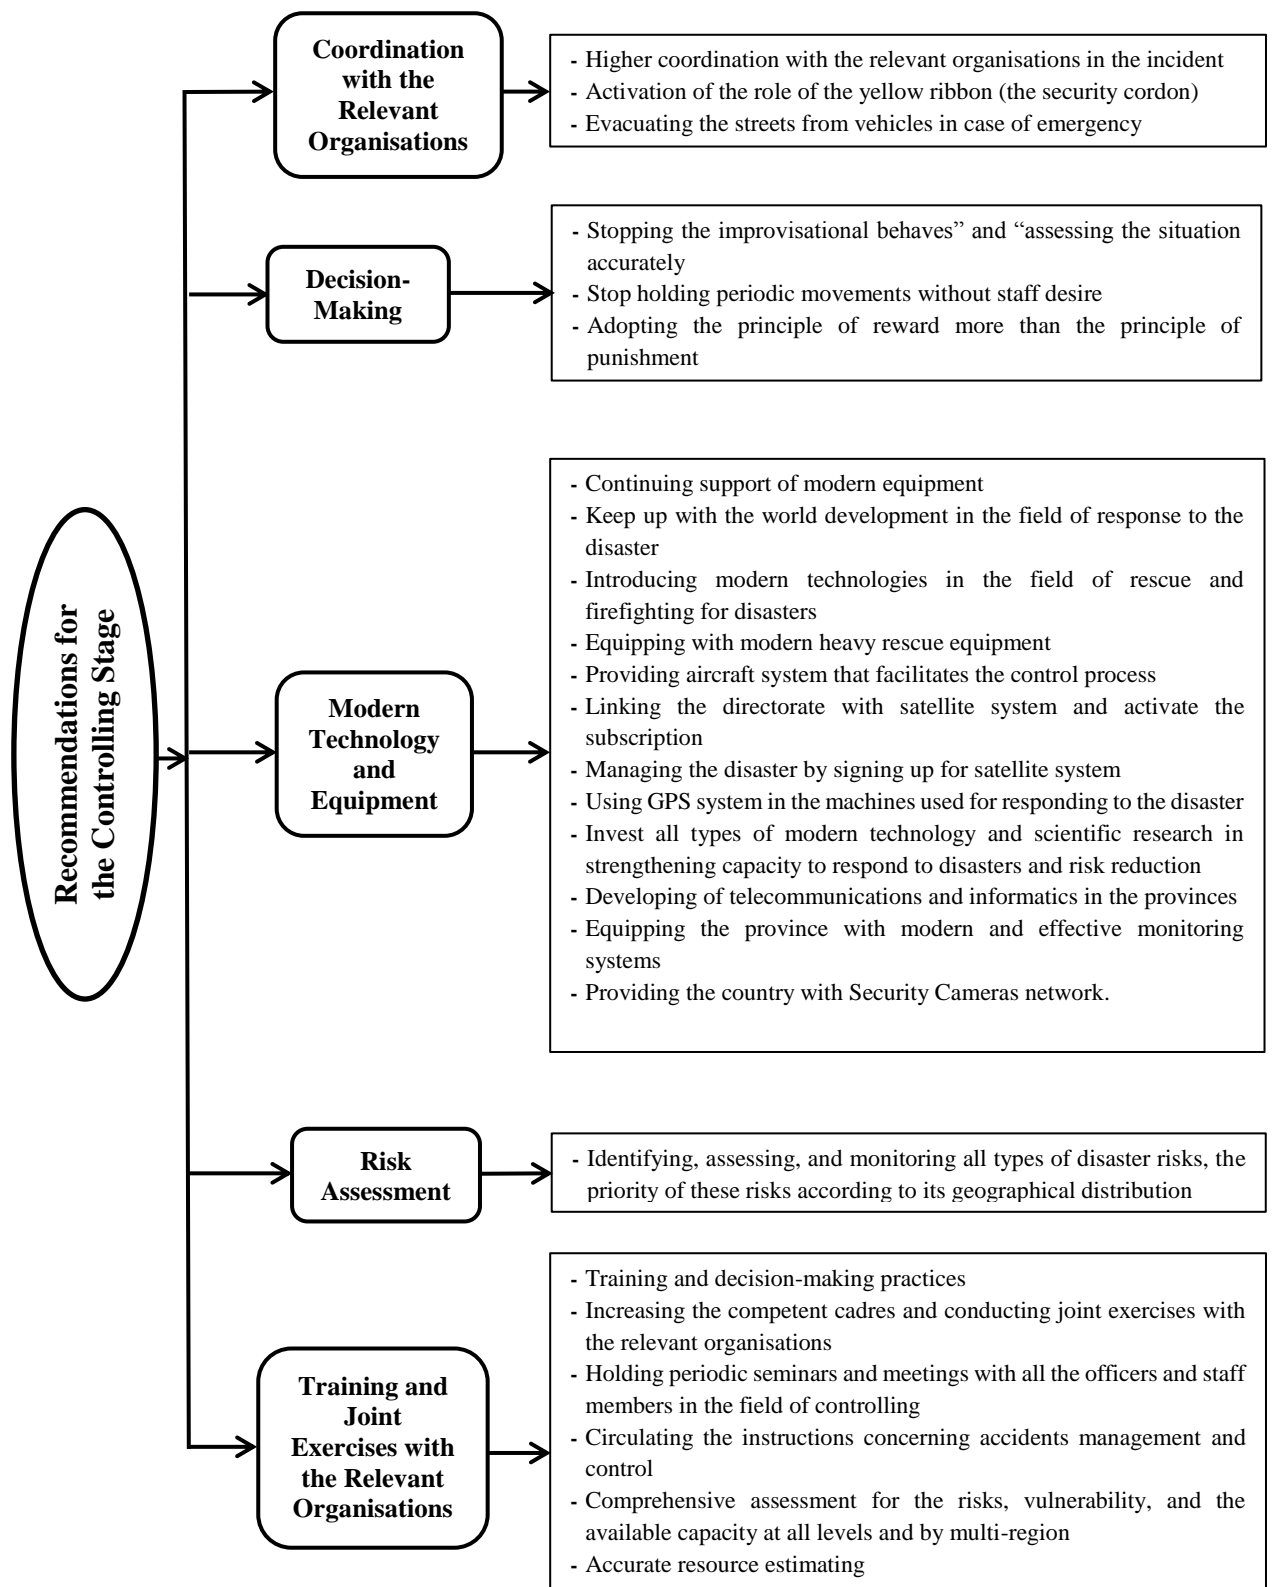 Recommendations for
the Controlling Stage
Coordination
with the
Relevant
Organisations
- Higher coordination with the relevant organisations in the incident
- Activation of the role of the yellow ribbon (the security cordon)
- Evacuating the streets from vehicles in case of emergency
Decision-
Making
- Stopping the improvisational behaves” and “assessing the situation
accurately
- Stop holding periodic movements without staff desire
- Adopting the principle of reward more than the principle of
punishment
Modern
Technology
and
Equipment
- Continuing support of modern equipment
- Keep up with the world development in the field of response to the
disaster
- Introducing modern technologies in the field of rescue and
firefighting for disasters
- Equipping with modern heavy rescue equipment
- Providing aircraft system that facilitates the control process
- Linking the directorate with satellite system and activate the
subscription
- Managing the disaster by signing up for satellite system
- Using GPS system in the machines used for responding to the disaster
- Invest all types of modern technology and scientific research in
strengthening capacity to respond to disasters and risk reduction
- Developing of telecommunications and informatics in the provinces
- Equipping the province with modern and effective monitoring
systems
- Providing the country with Security Cameras network.
Risk
Assessment
- Identifying, assessing, and monitoring all types of disaster risks, the
priority of these risks according to its geographical distribution
Training and
Joint
Exercises with
the Relevant
Organisations
- Training and decision-making practices
- Increasing the competent cadres and conducting joint exercises with
the relevant organisations
- Holding periodic seminars and meetings with all the officers and staff
members in the field of controlling
- Circulating the instructions concerning accidents management and
control
- Comprehensive assessment for the risks, vulnerability, and the
available capacity at all levels and by multi-region
- Accurate resource estimating